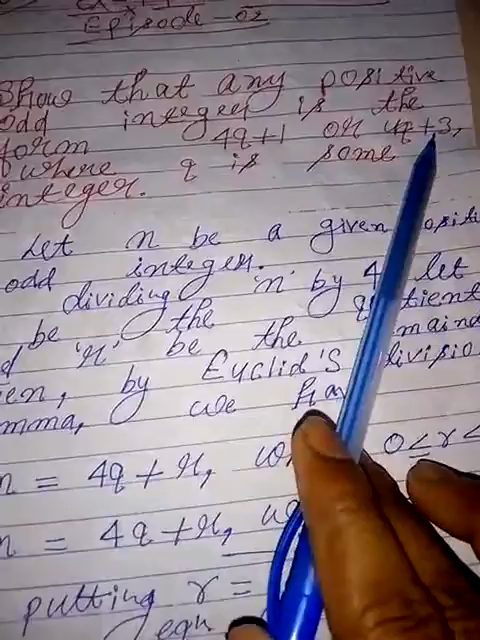 Episode-02
Show that any positive
odd integer is the
form 4q+1 or 4q+3,
where q is some
integer.
Let n be a given
odd integer.
dividing 'n' by 4 let
be the
'r' be the
by Euclid's
we
n = 4q+r, 0≤r<
n = 4q+r,
putting r =
eqn